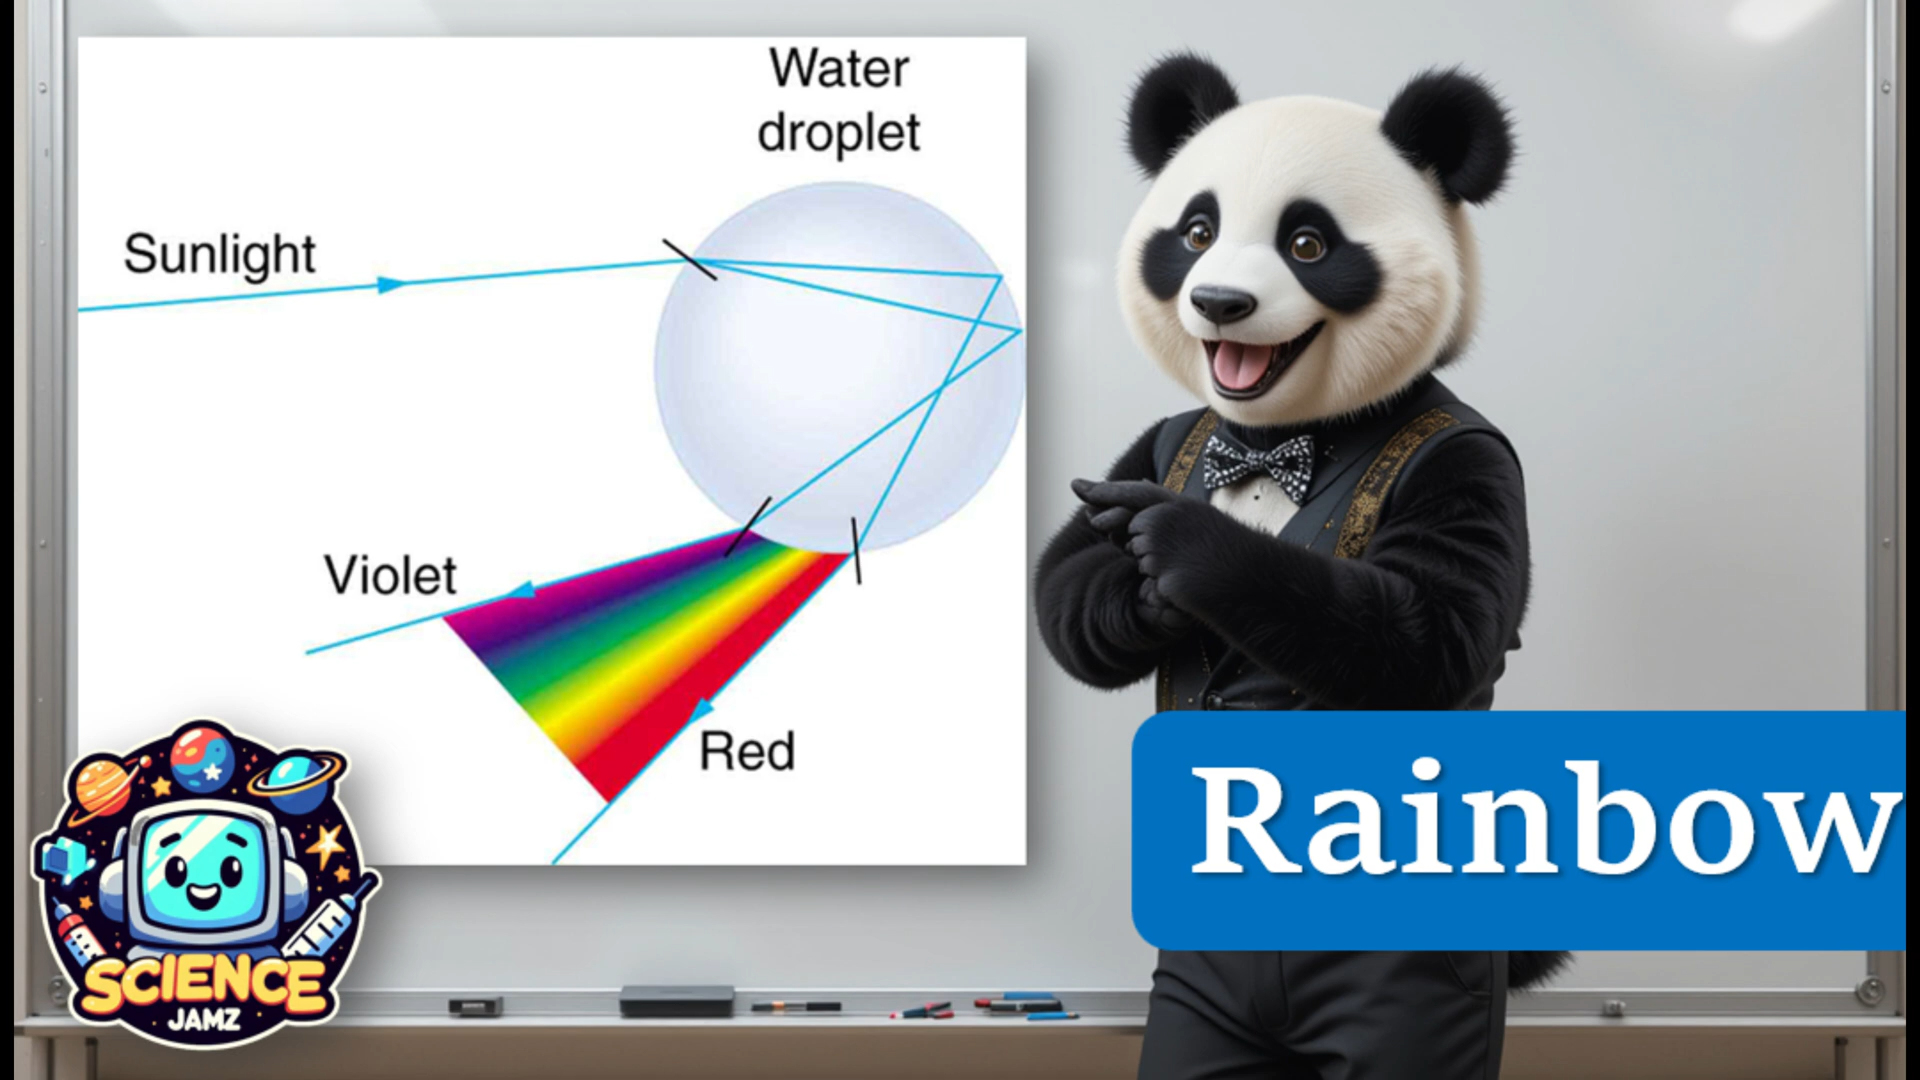 Water
droplet
Sunlight
Violet
Red
Rainbow
SCIENCE
JAMZ